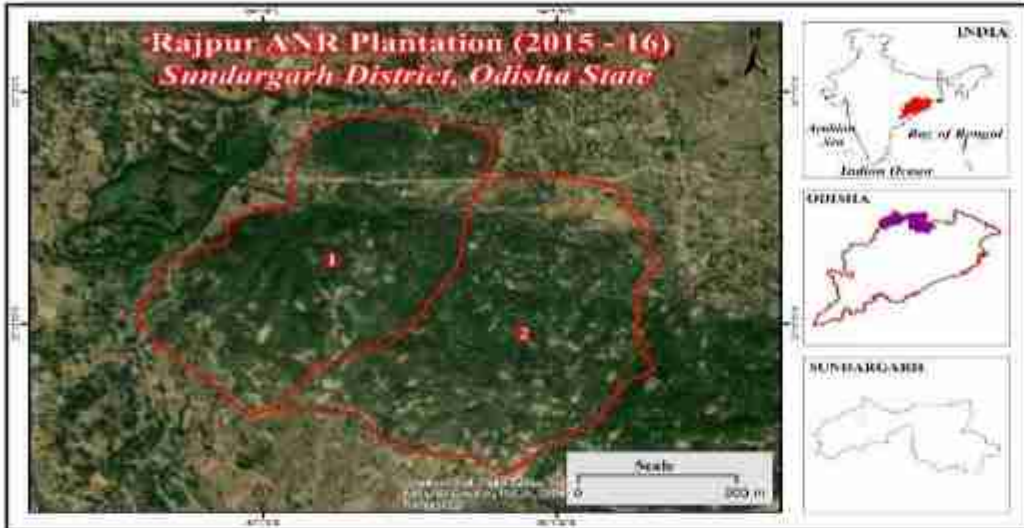 Rajpur ANR Plantation (2015 - 16)
Sundargarh District, Odisha State
N
1
2
Scale
0
INDIA
Arabian
Sea
Bay of Bengal
Indian Ocean
ODISHA
SUNDARGARH